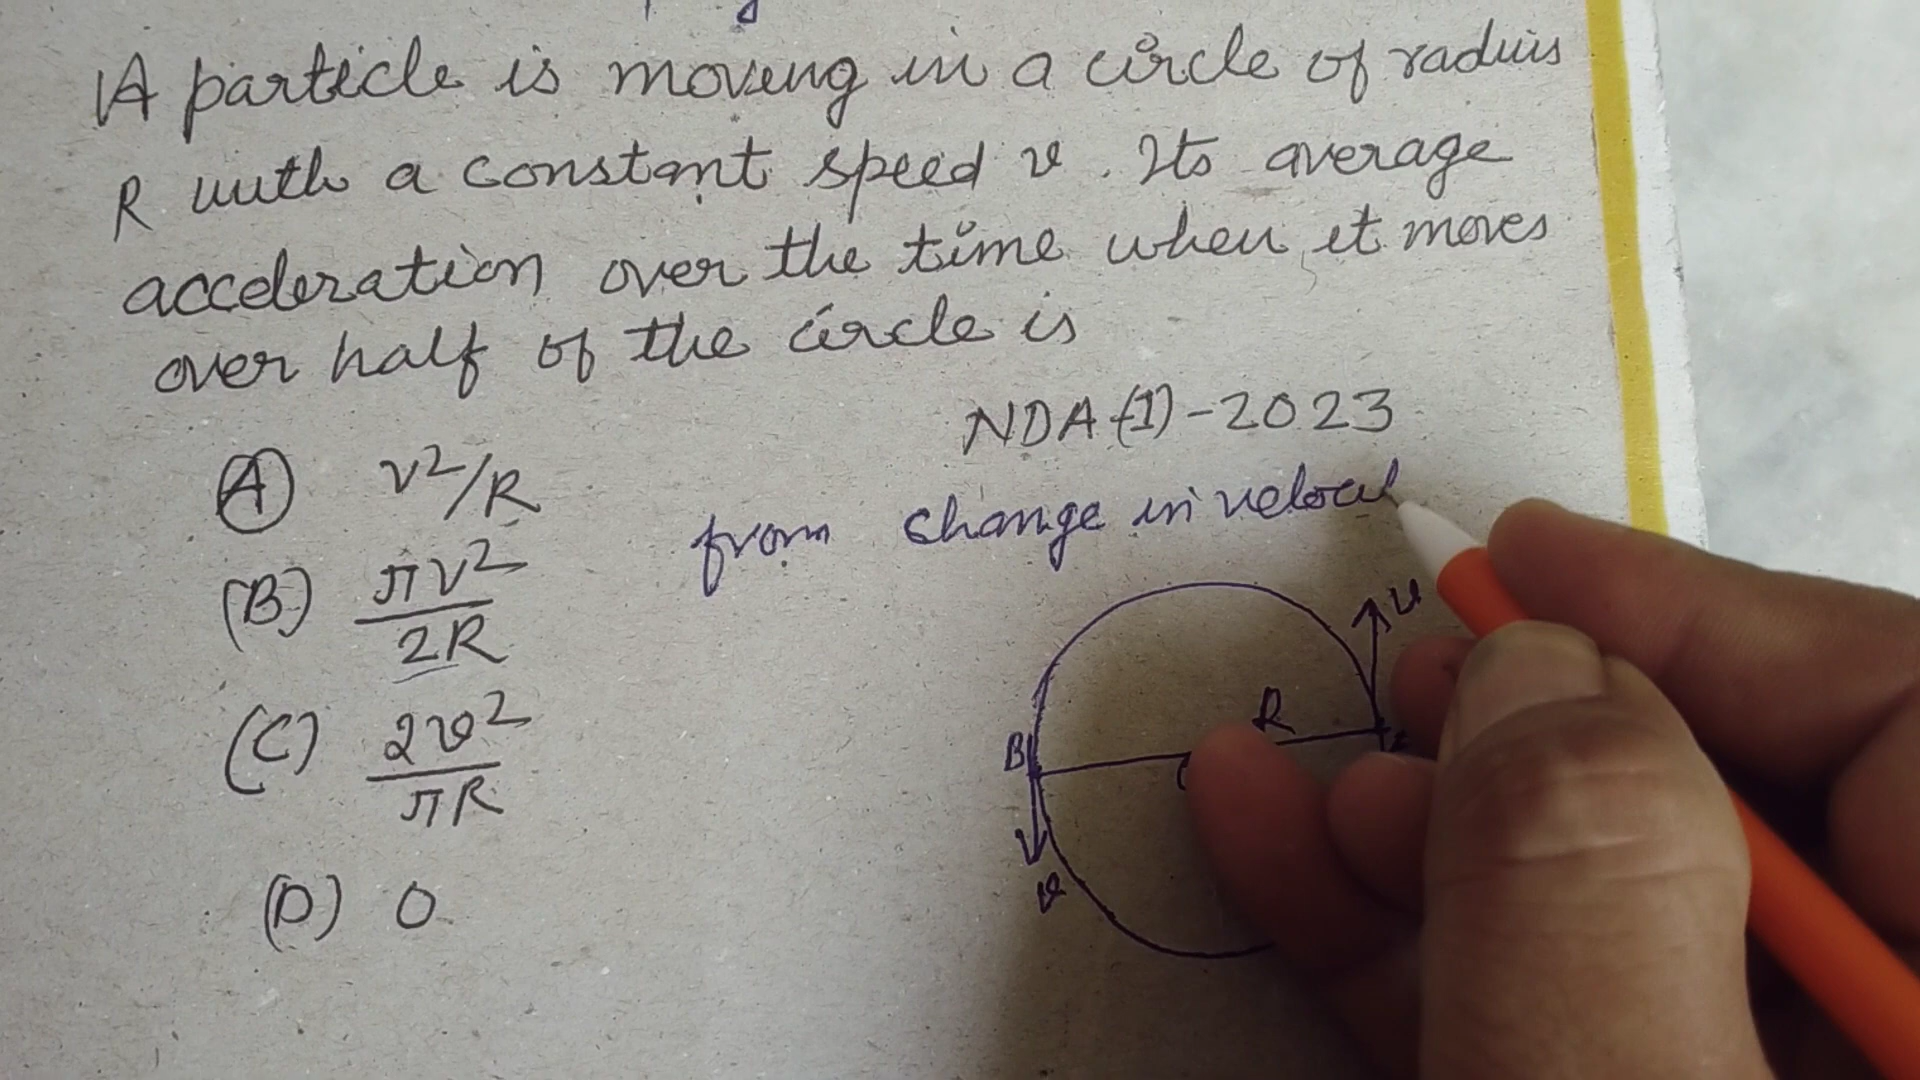 A particle is moving in a circle of radius
R with a constant speed v. Its average
acceleration over the time when it moves
over half of the circle is
NDA-(1)-2023
(A) v²/R
from change in veloci
(B) πv²/2R
(C) 2v²/πR
(D) 0
v
R
B
v